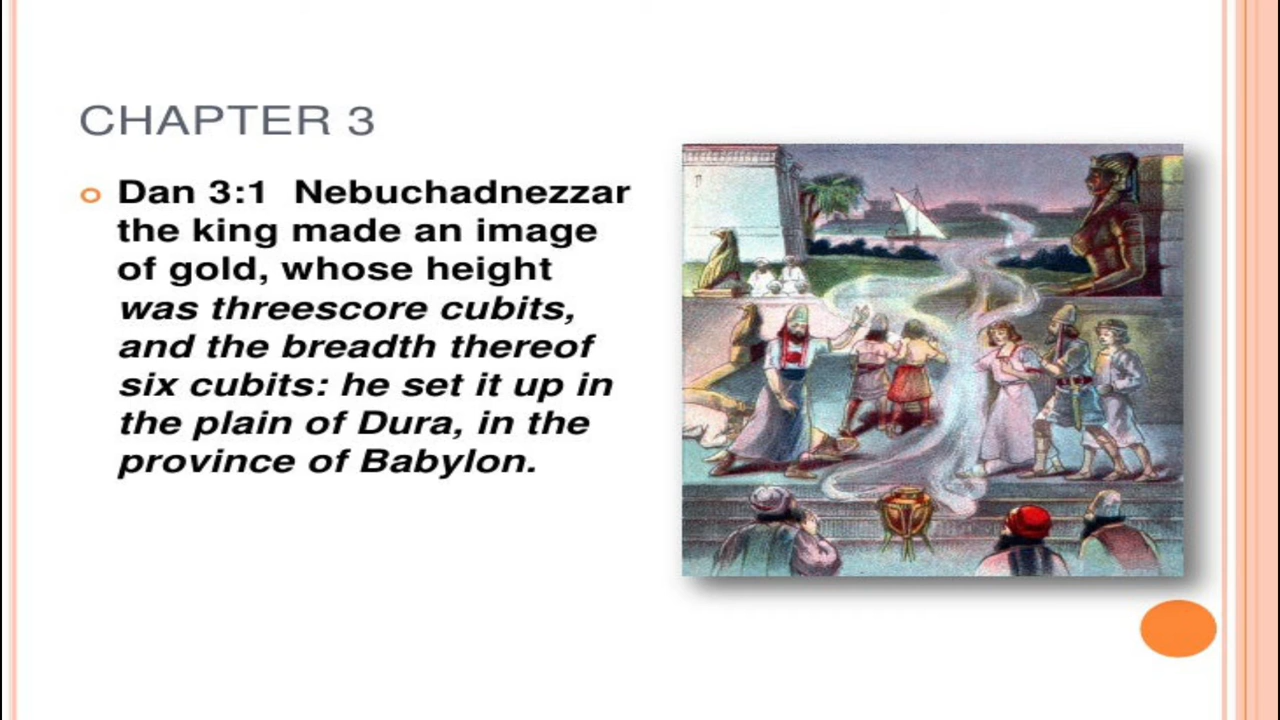 CHAPTER 3
Dan 3:1  Nebuchadnezzar
the king made an image
of gold, whose height
was threescore cubits,
and the breadth thereof
six cubits: he set it up in
the plain of Dura, in the
province of Babylon.